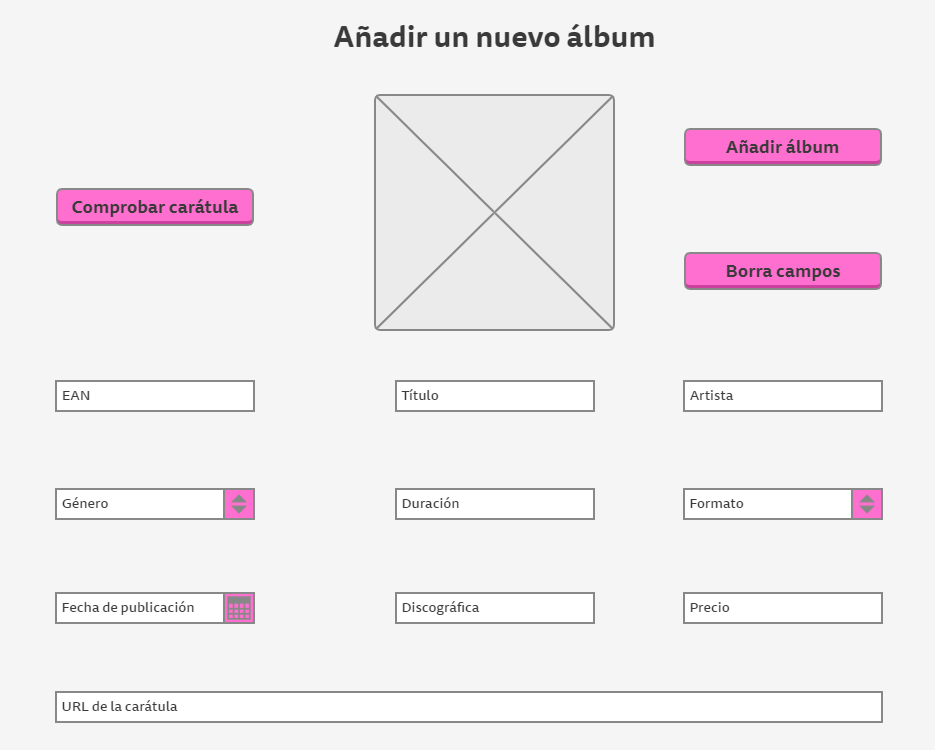 Añadir un nuevo álbum
Añadir álbum
Comprobar carátula
Borra campos
EAN
Título
Artista
Género
Duración
Formato
Fecha de publicación
Discográfica
Precio
URL de la carátula